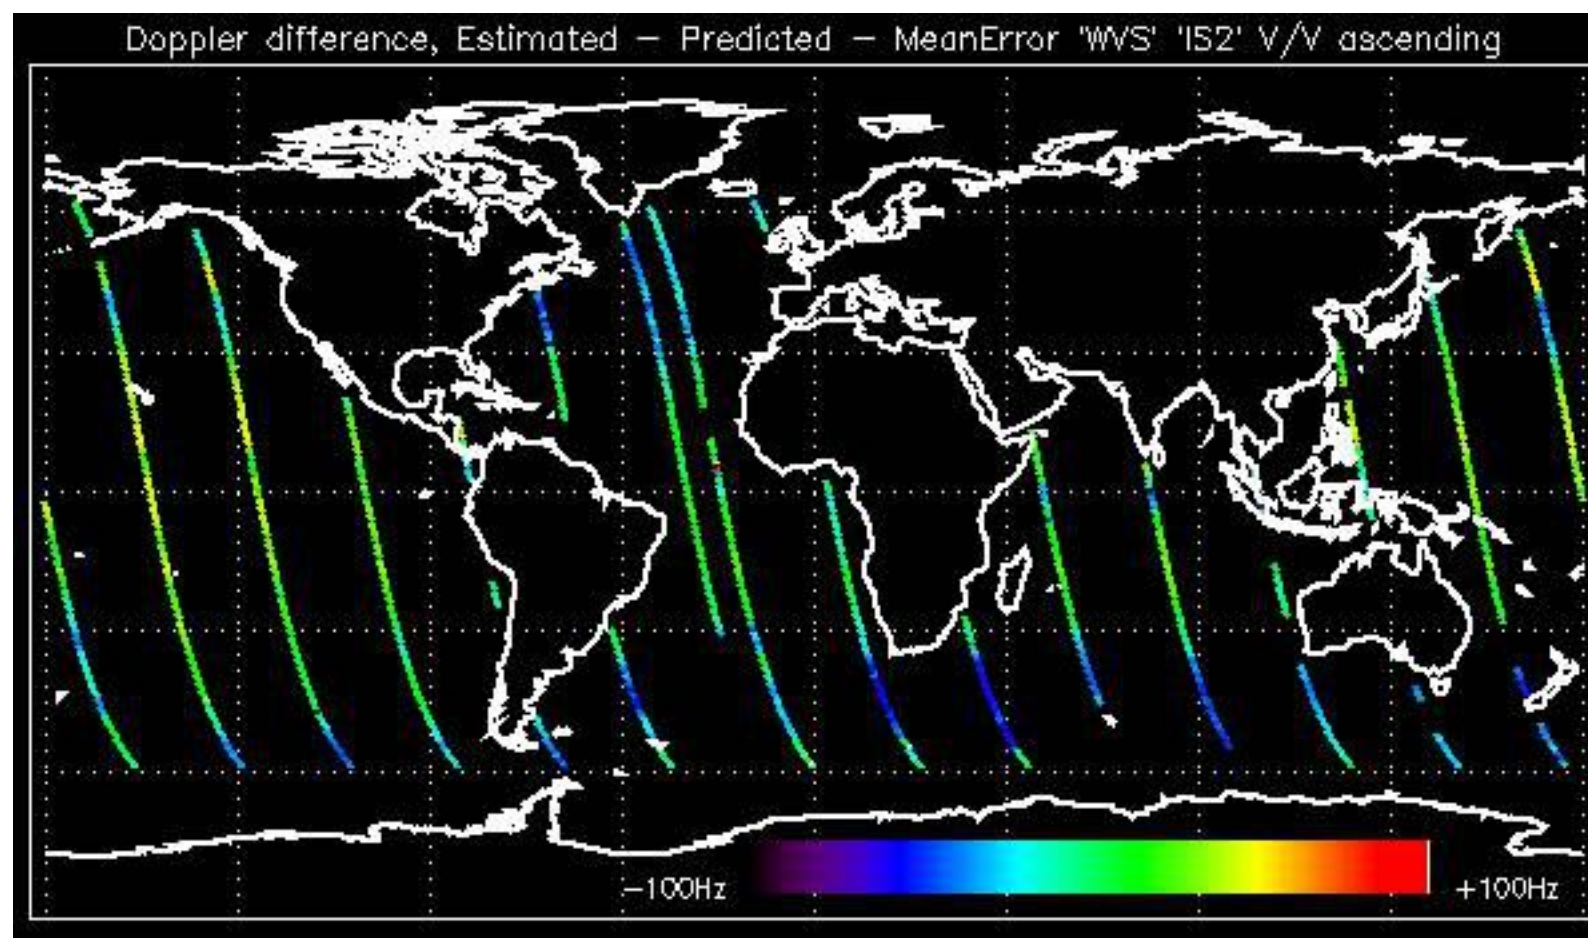 Doppler difference, Estimated – Predicted – MeanError 'WVS' 'IS2' V/V ascending
-100Hz +100Hz